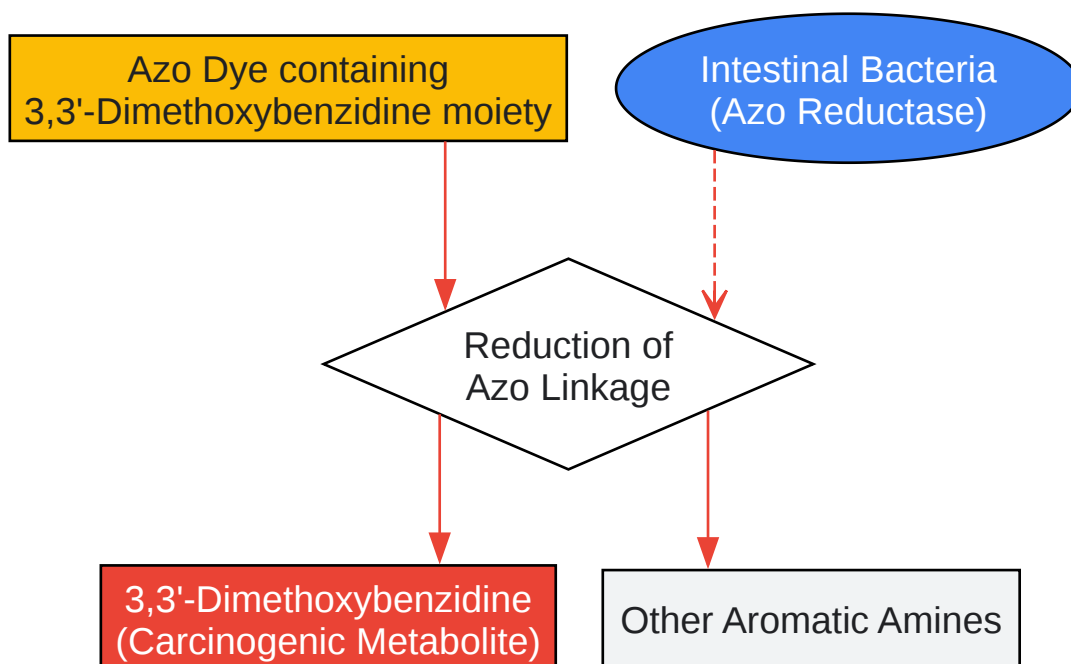 Azo Dye containing
3,3'-Dimethoxybenzidine moiety
Intestinal Bacteria
(Azo Reductase)
Reduction of
Azo Linkage
3,3'-Dimethoxybenzidine
(Carcinogenic Metabolite)
Other Aromatic Amines